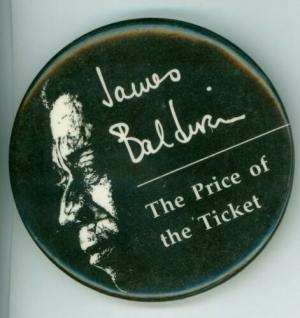 James
Baldwin
The Price of
the Ticket